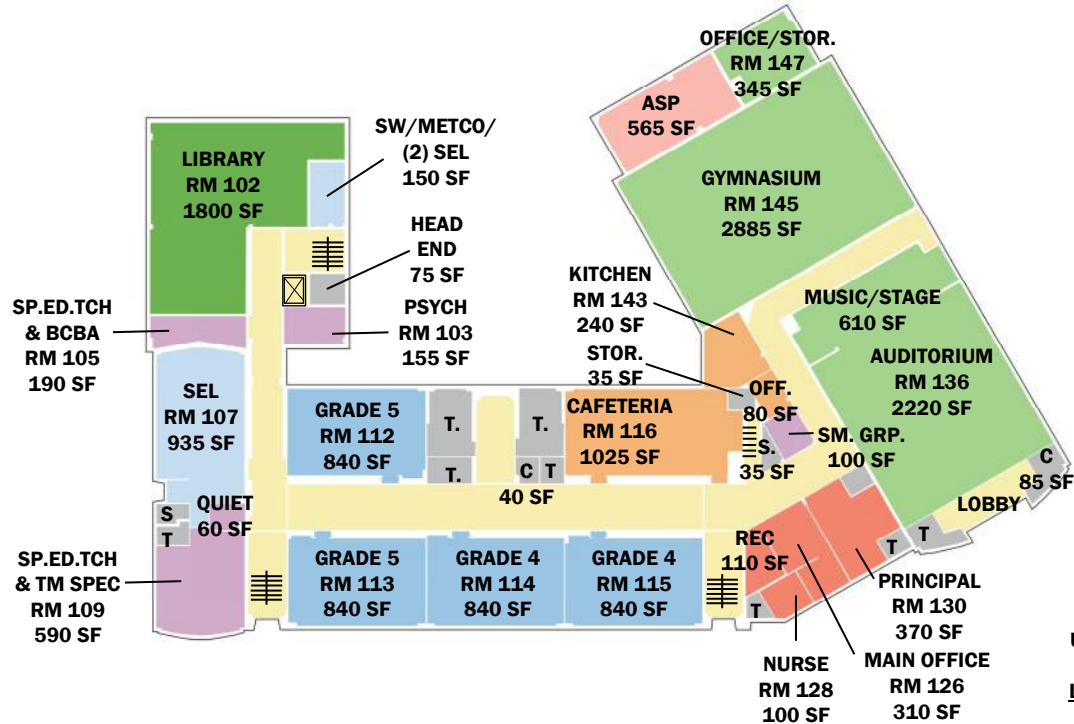 OFFICE/STOR.
RM 147
345 SF
ASP
565 SF
SW/METCO/
(2) SEL
150 SF
LIBRARY
RM 102
1800 SF
GYMNASIUM
RM 145
2885 SF
HEAD
END
75 SF
KITCHEN
RM 143
240 SF
MUSIC/STAGE
610 SF
SP.ED.TCH
& BCBA
RM 105
190 SF
PSYCH
RM 103
155 SF
STOR.
35 SF
AUDITORIUM
RM 136
2220 SF
SEL
RM 107
935 SF
GRADE 5
RM 112
840 SF
T.
T.
T.
C
T
CAFETERIA
RM 116
1025 SF
OFF.
80 SF
S.
35 SF
SM. GRP.
100 SF
C
85 SF
LOBBY
40 SF
QUIET
60 SF
S
T
SP.ED.TCH
& TM SPEC
RM 109
590 SF
GRADE 5
RM 113
840 SF
GRADE 4
RM 114
840 SF
GRADE 4
RM 115
840 SF
REC
110 SF
T
T
T
PRINCIPAL
RM 130
370 SF
NURSE
RM 128
100 SF
MAIN OFFICE
RM 126
310 SF